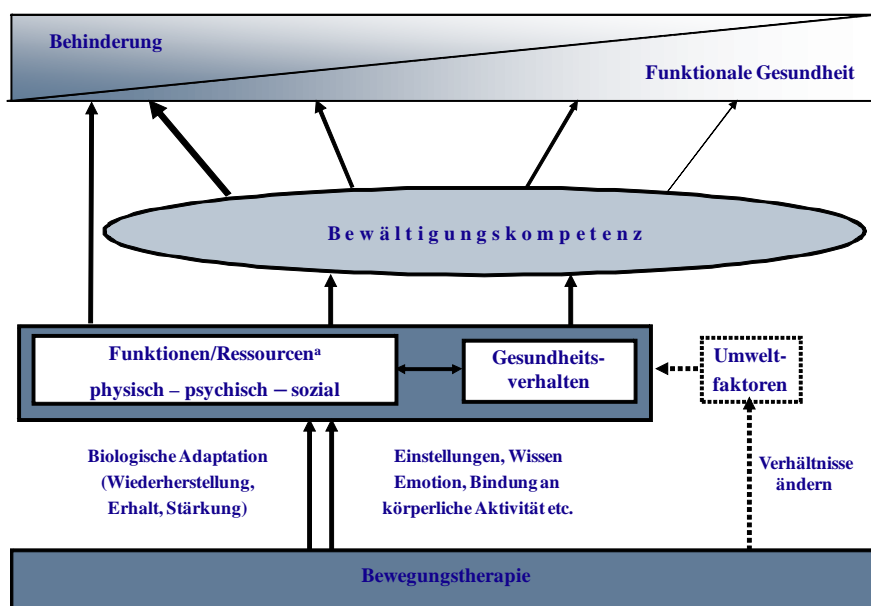 Behinderung
Funktionale Gesundheit
Bewältigungskompetenz
Funktionen/Ressourcenᵃ
physisch – psychisch – sozial
Gesundheits-
verhalten
Umwelt-
faktoren
Biologische Adaptation
(Wiederherstellung,
Erhalt, Stärkung)
Einstellungen, Wissen
Emotion, Bindung an
körperliche Aktivität etc.
Verhältnisse
ändern
Bewegungstherapie